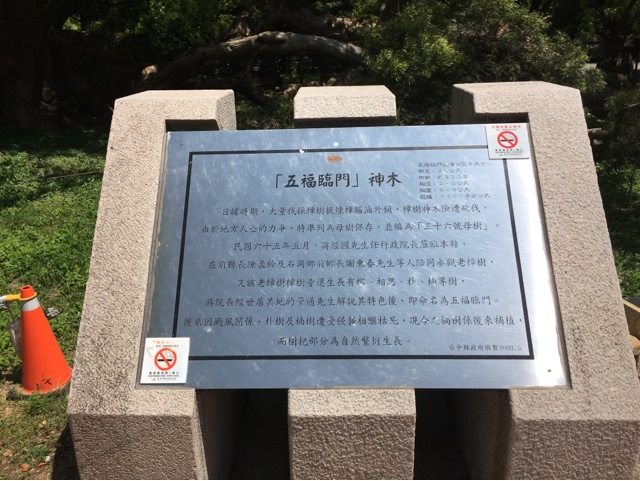 「五福臨門」神木
日據時期,大量伐採樟樹提煉樟腦油外銷,樟樹神木險遭砍伐。
由於地方人士的力爭,特準列為母樹保存,並編為「三十六號母樹」。
民國六十五年五月,蔣經國先生任行政院長蒞臨本縣,
在前縣長陳孟鈴及石岡鄉前鄉長謝東春先生等人陪同參觀老樟樹,
又該老樟樹樹旁還生長有榕、相思、朴、楠等樹,
蔣院長經世居其地的管通先生解說其特色後,即命名為五福臨門。
後來因颱風關係,朴樹及楠樹遭受侵蝕相繼枯死,現今之楠樹係後來補植,
而樹杞部分為自然繁衍生長。
台中縣政府敬製2003.5